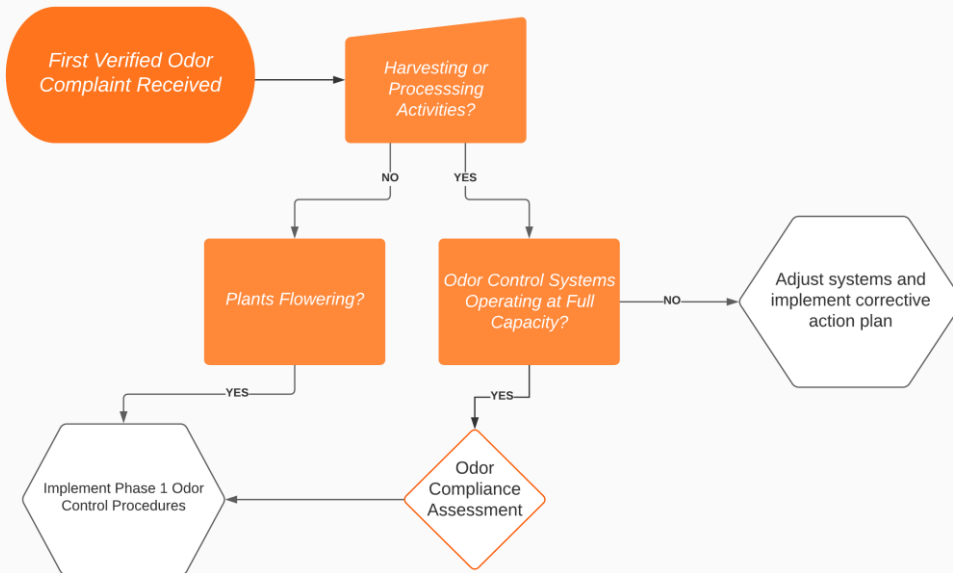 First Verified Odor
Complaint Received
Harvesting or
Processsing
Activities?
NO
YES
Plants Flowering?
Odor Control Systems
Operating at Full
Capacity?
NO
Adjust systems and
implement corrective
action plan
YES
YES
Implement Phase 1 Odor
Control Procedures
Odor
Compliance
Assessment